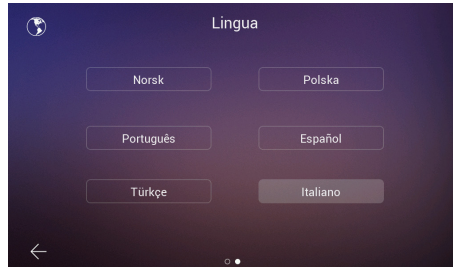 Lingua
Norsk
Polska
Português
Español
Türkçe
Italiano